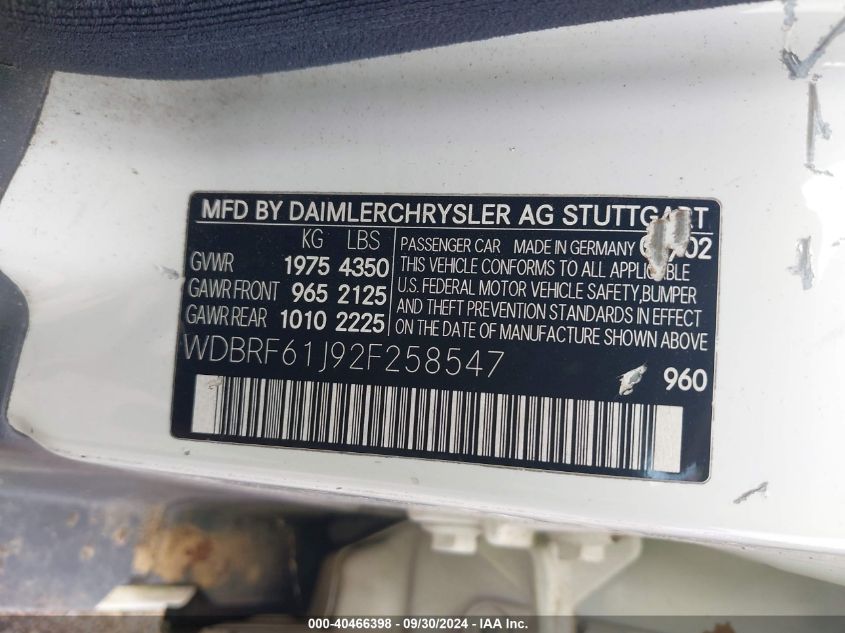 MFD BY DAIMLERCHRYSLER AG STUTTGART
KG LBS
GVWR 1975 4350
GAWR FRONT 965 2125
GAWR REAR 1010 2225
PASSENGER CAR MADE IN GERMANY 02
THIS VEHICLE CONFORMS TO ALL APPLICABLE
U.S. FEDERAL MOTOR VEHICLE SAFETY,BUMPER
AND THEFT PREVENTION STANDARDS IN EFFECT
ON THE DATE OF MANUFACTURE SHOWN ABOVE
WDBRF61J92F258547
960
000-40466398 - 09/30/2024 - IAA Inc.